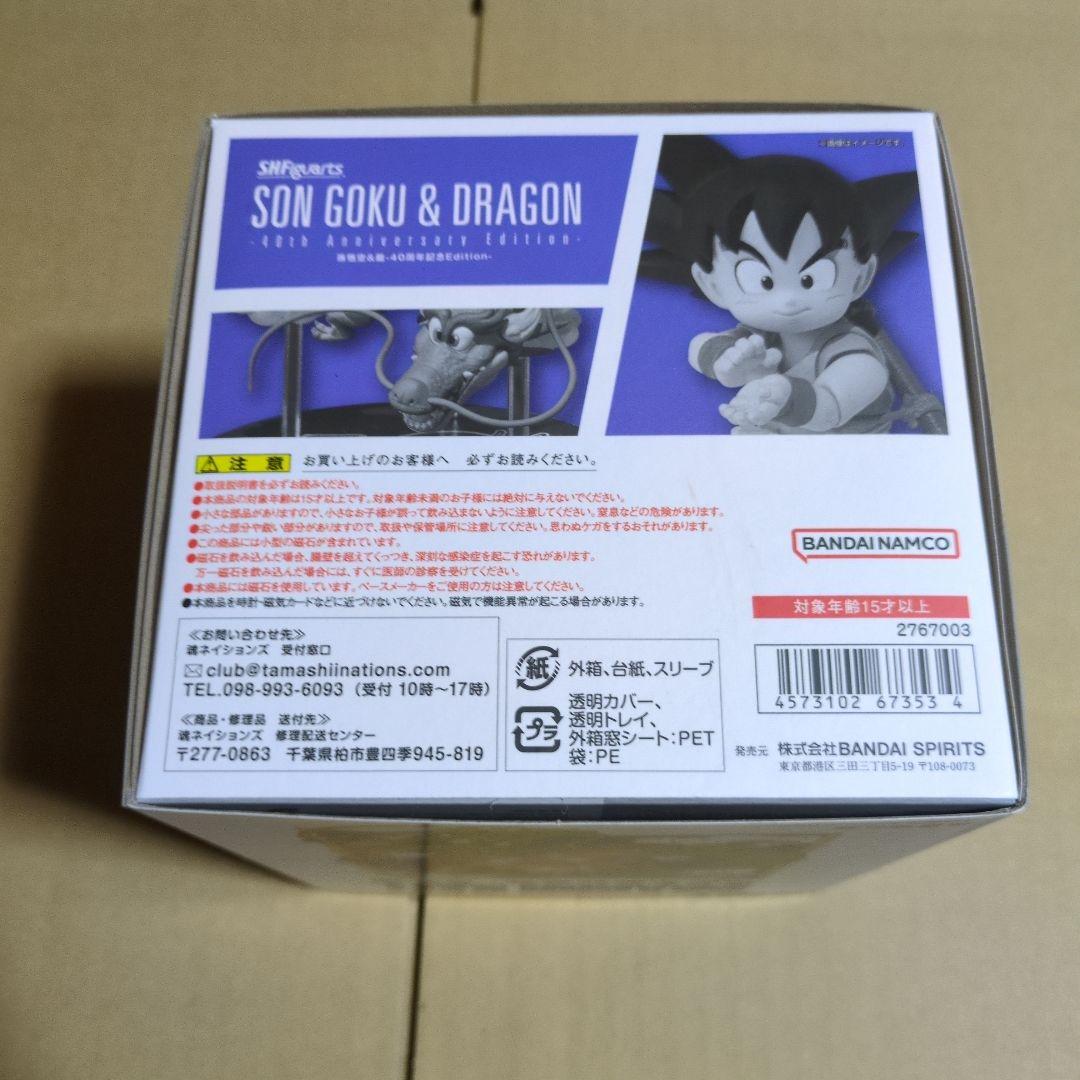 S.H.Figuarts
SON GOKU & DRAGON
-40th Anniversary Edition-
孫悟空&龍-40周年記念Edition-
※画像はイメージです。
注意 お買い上げのお客様へ 必ずお読みください。
●取扱説明書を必ずお読みください。
●本商品の対象年齢は15才以上です。対象年齢未満のお子様には絶対に与えないでください。
●小さな部品がありますので、小さなお子様が誤って飲み込まないように注意してください。窒息などの危険があります。
●尖った部分や鋭い部分がありますので、取扱や保管場所に注意してください。思わぬケガをするおそれがあります。
●この商品には小型の磁石が含まれています。
●磁石を飲み込んだ場合、腸壁を超えてくっつき、深刻な感染症を起こす恐れがあります。
万一磁石を飲み込んだ場合には、すぐに医師の診察を受けてください。
●本商品には磁石を使用しています。ペースメーカーをご使用の方は注意してください。
●本商品を時計・磁気カードなどに近づけないでください。磁気で機能異常が起こる場合があります。
BANDAI NAMCO
対象年齢15才以上
2767003
4573102 67353 4
≪お問い合わせ先≫
魂ネイションズ 受付窓口
club@tamashiinations.com
TEL.098-993-6093（受付 10時～17時）
≪商品・修理品 送付先≫
魂ネイションズ 修理配送センター
〒277-0863 千葉県柏市豊四季945-819
紙 外箱、台紙、スリーブ
プラ 透明カバー、
透明トレイ、
外箱窓シート:PET
袋:PE
発売元 株式会社BANDAI SPIRITS
東京都港区三田三丁目5-19 〒108-0073